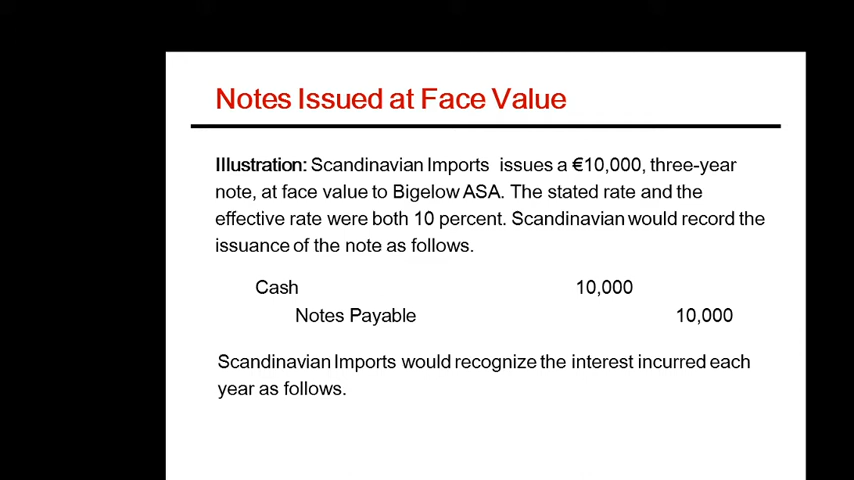 Notes Issued at Face Value
Illustration: Scandinavian Imports issues a €10,000, three-year
note, at face value to Bigelow ASA. The stated rate and the
effective rate were both 10 percent. Scandinavian would record the
issuance of the note as follows.
Cash 10,000
Notes Payable 10,000
Scandinavian Imports would recognize the interest incurred each
year as follows.